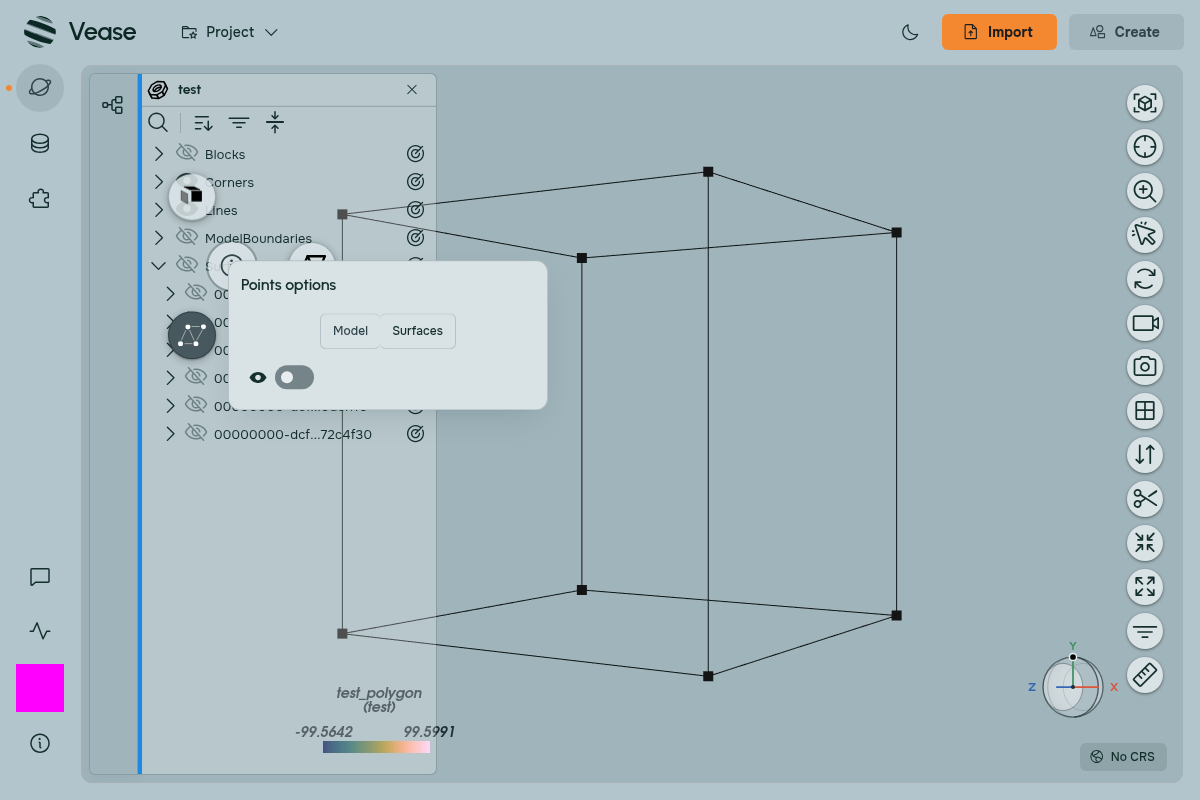 Vease
Project
Import
Create
test
Blocks
Corners
Lines
ModelBoundaries
Points options
Model
Surfaces
00000000-dcf...72c4f30
test_polygon
(test)
-99.5642
99.5991
Y
Z
X
No CRS